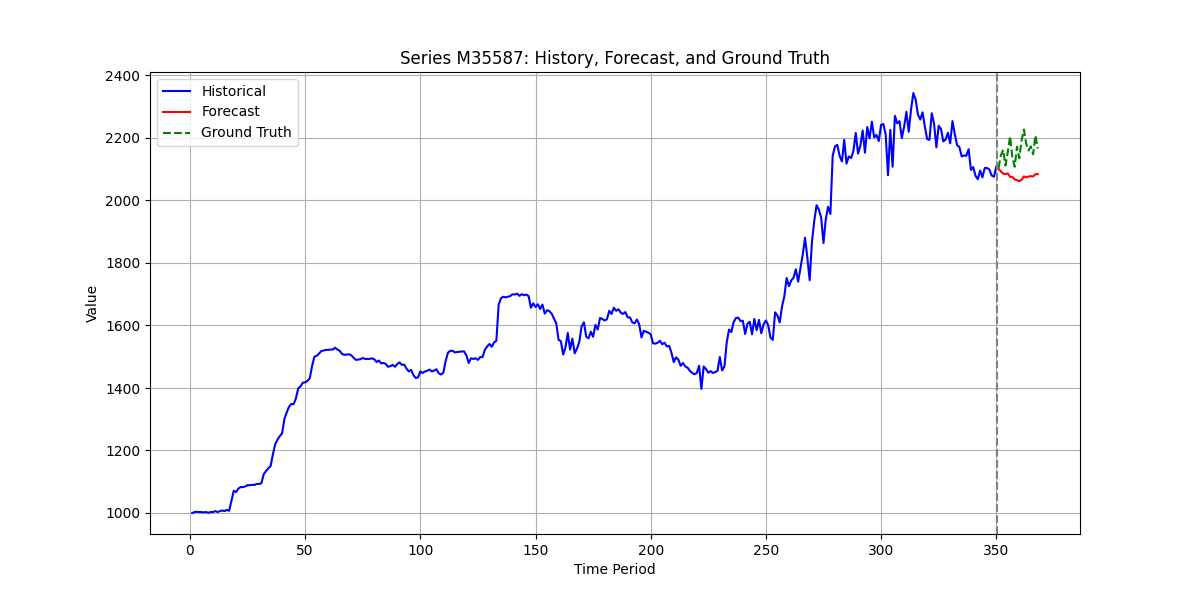 Series M35587: History, Forecast, and Ground Truth
Historical
Forecast
Ground Truth
Value
2400
2200
2000
1800
1600
1400
1200
1000
0 50 100 150 200 250 300 350
Time Period